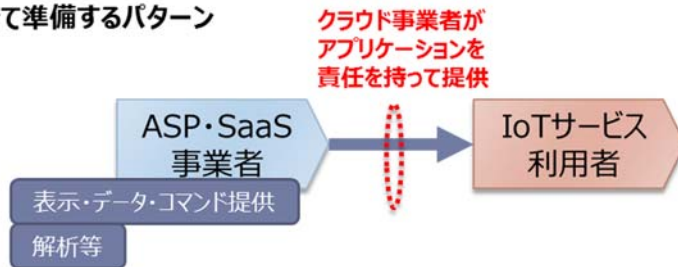 て準備するパターン
クラウド事業者が
アプリケーションを
責任を持って提供
ASP・SaaS
事業者
IoTサービス
利用者
表示・データ・コマンド提供
解析等